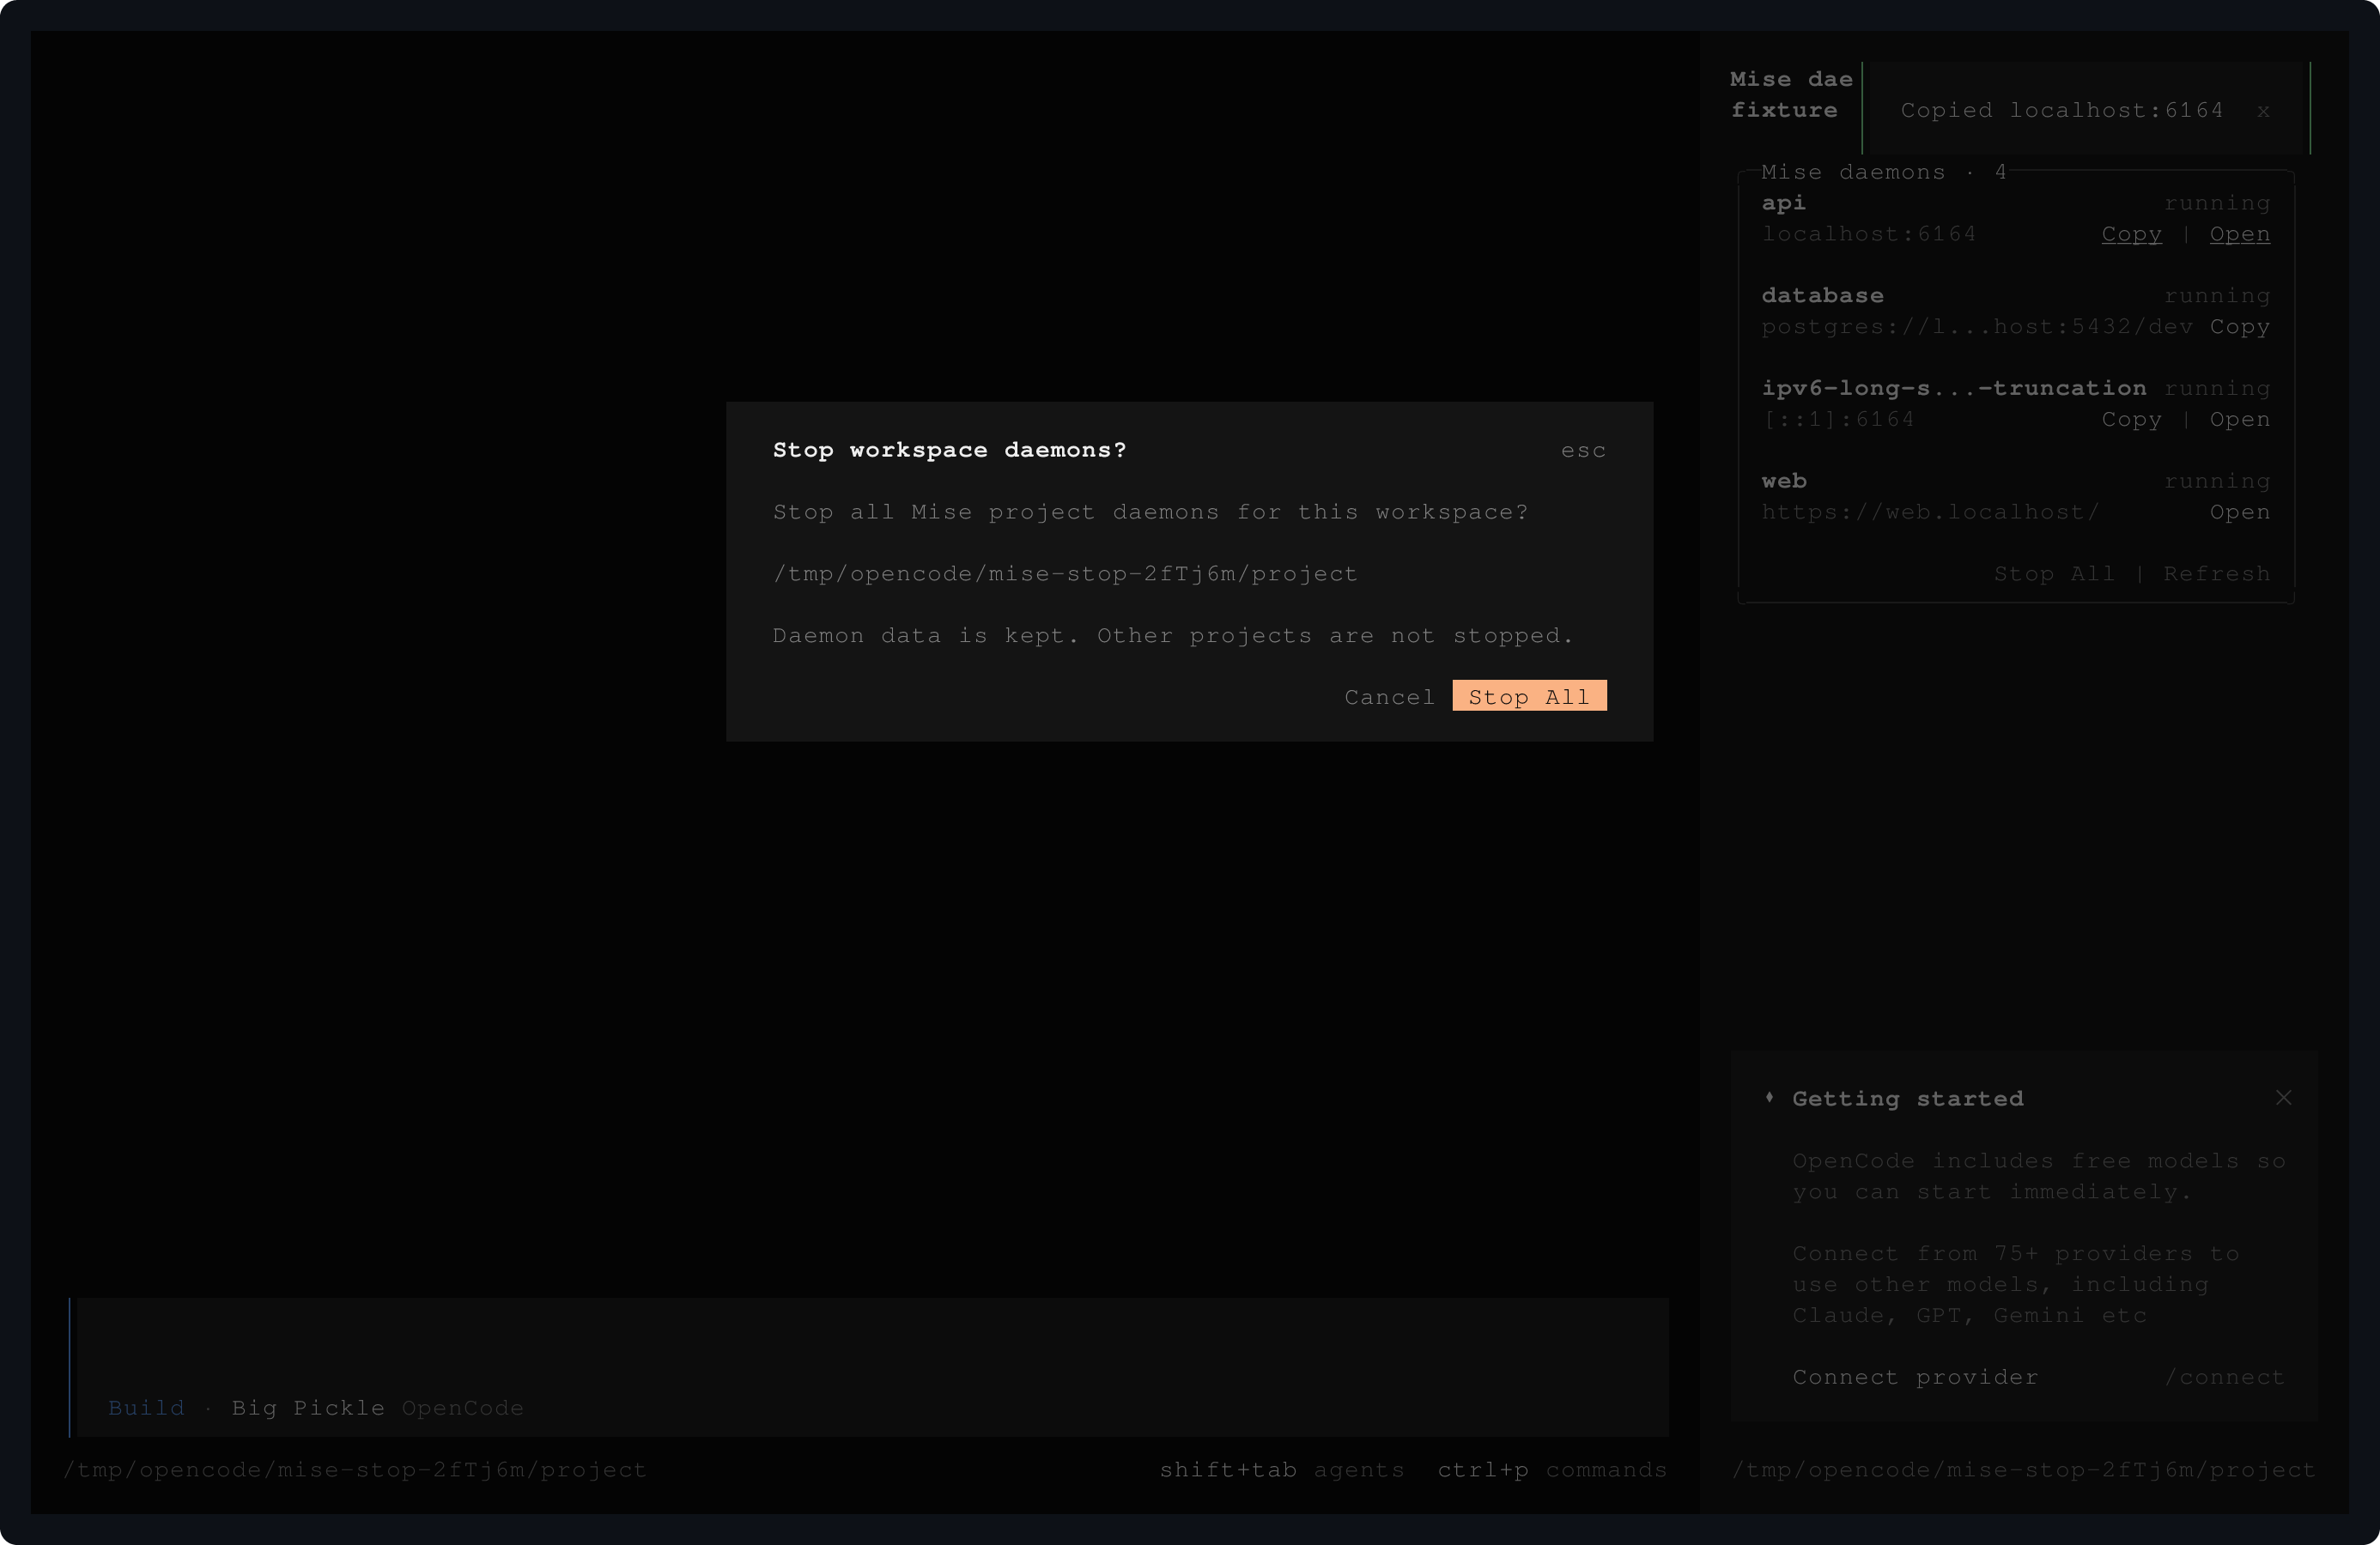 Mise dae
fixture
Copied localhost:6164 x
Mise daemons · 4
api running
localhost:6164 Copy | Open
database running
postgres://l...host:5432/dev Copy
ipv6-long-s...-truncation running
[::1]:6164 Copy | Open
web running
https://web.localhost/ Open
Stop All | Refresh
Stop workspace daemons? esc
Stop all Mise project daemons for this workspace?
/tmp/opencode/mise-stop-2fTj6m/project
Daemon data is kept. Other projects are not stopped.
Cancel Stop All
Getting started ×
OpenCode includes free models so
you can start immediately.
Connect from 75+ providers to
use other models, including
Claude, GPT, Gemini etc
Connect provider /connect
Build · Big Pickle OpenCode
/tmp/opencode/mise-stop-2fTj6m/project shift+tab agents ctrl+p commands
/tmp/opencode/mise-stop-2fTj6m/project